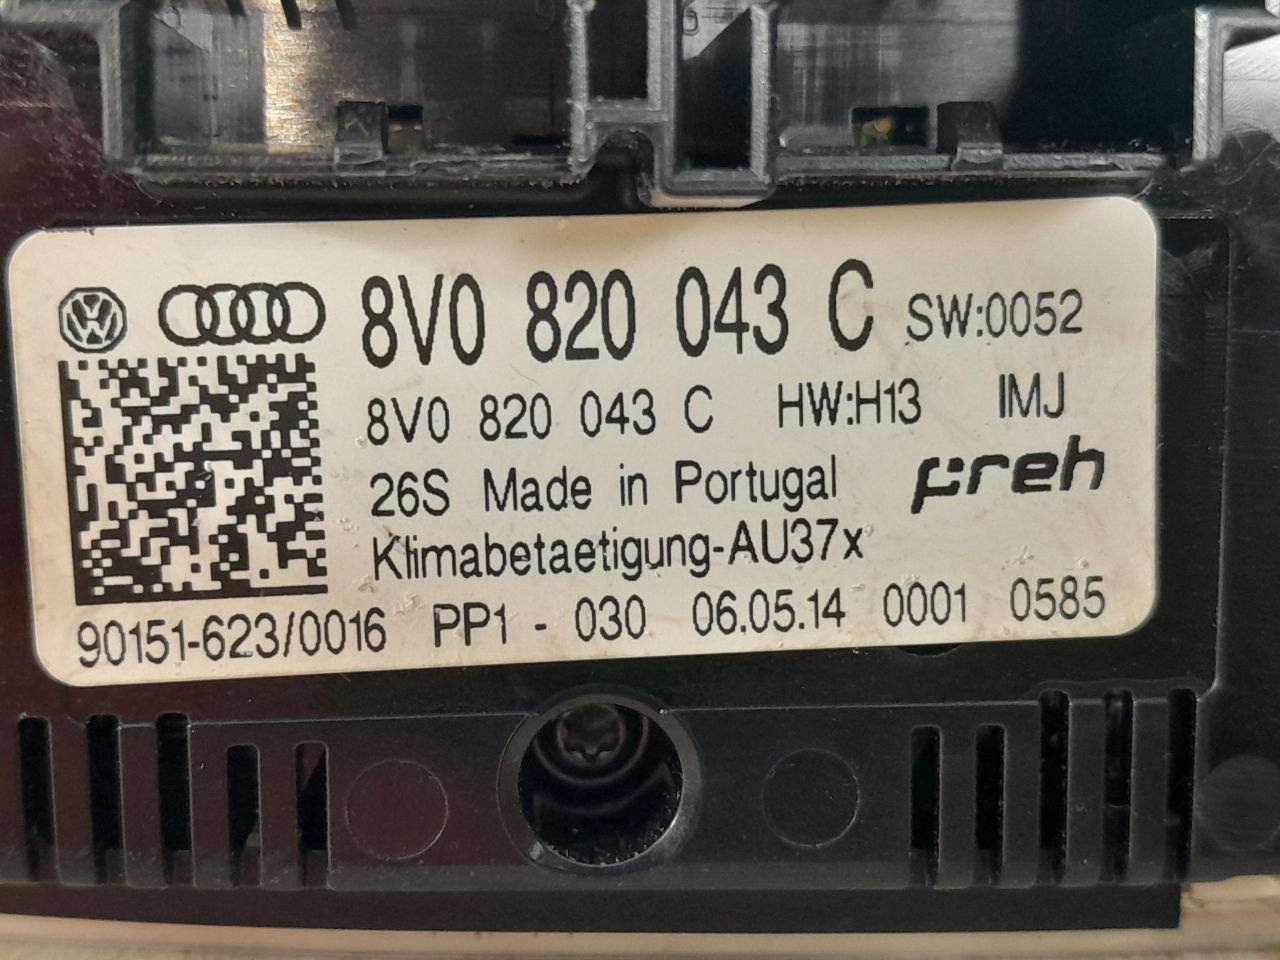 8V0 820 043 C SW:0052
8V0 820 043 C HW:H13 IMJ
26S Made in Portugal preh
Klimabetaetigung-AU37x
90151-623/0016 PP1 - 030 06.05.14 0001 0585